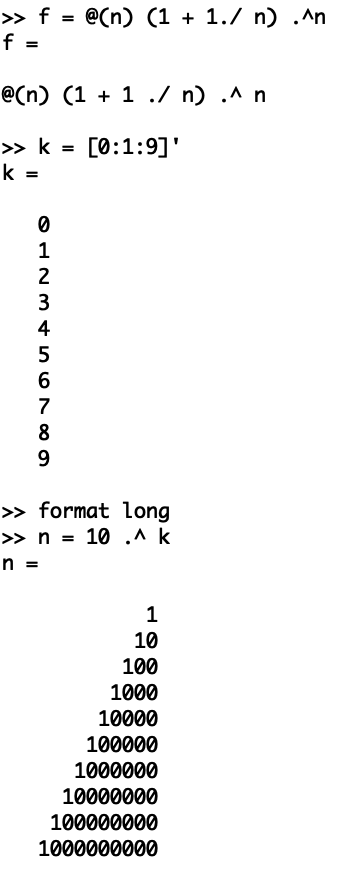 >> f = @(n) (1 + 1./ n) .^n
f =
@(n) (1 + 1 ./ n) .^ n
>> k = [0:1:9]'
k =
0
1
2
3
4
5
6
7
8
9
>> format long
>> n = 10 .^ k
n =
1
10
100
1000
10000
100000
1000000
10000000
100000000
1000000000